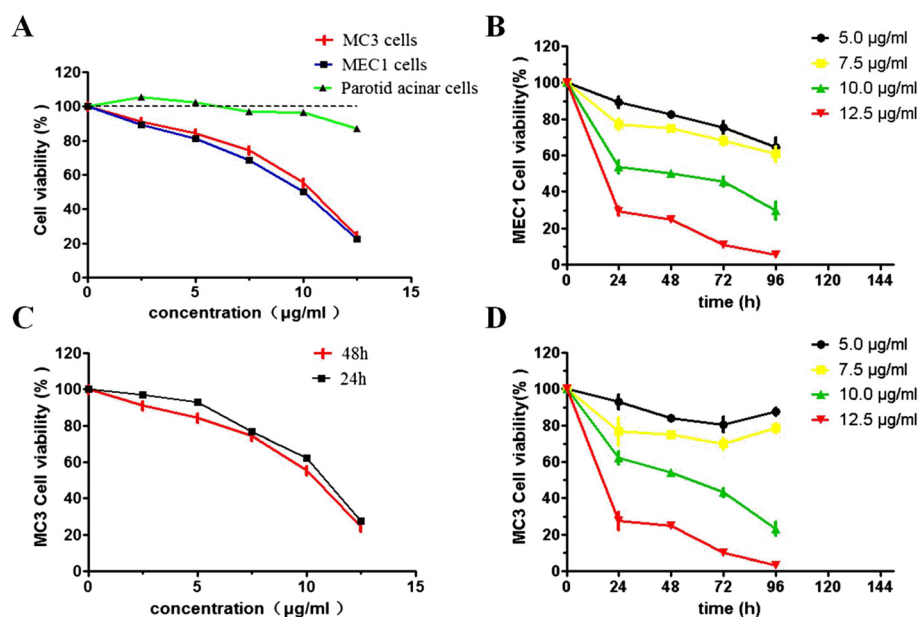 A
MC3 cells
MEC1 cells
Parotid acinar cells
Cell viability (%)
120
100
80
60
40
20
0
0 5 10 15
concentration（µg/ml）
B
5.0 µg/ml
7.5 µg/ml
10.0 µg/ml
12.5 µg/ml
MEC1 Cell viability(%)
120
100
80
60
40
20
0
0 24 48 72 96 120 144
time (h)
C
48h
24h
MC3 Cell viability(%)
120
100
80
60
40
20
0
0 5 10 15
concentration（µg/ml）
D
5.0 µg/ml
7.5 µg/ml
10.0 µg/ml
12.5 µg/ml
MC3 Cell viability(%)
120
100
80
60
40
20
0
0 24 48 72 96 120 144
time (h)